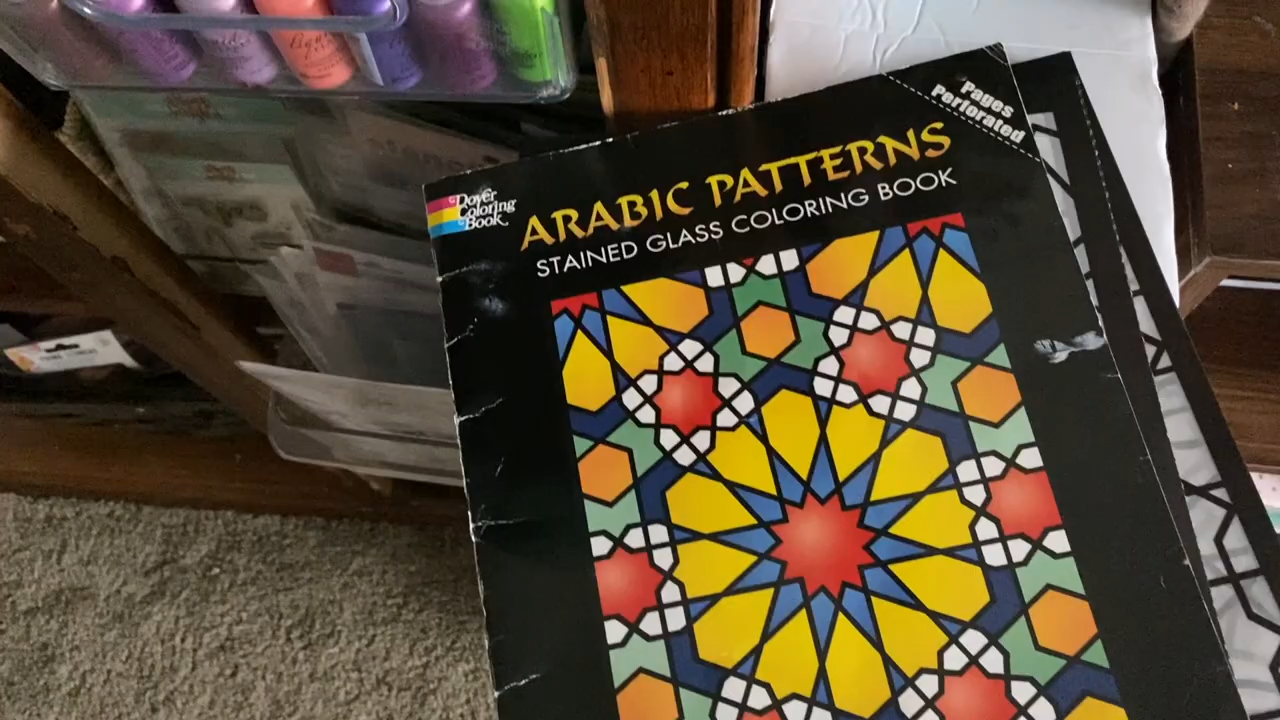 Dover
Coloring
Book
ARABIC PATTERNS
STAINED GLASS COLORING BOOK
Pages
Perforated